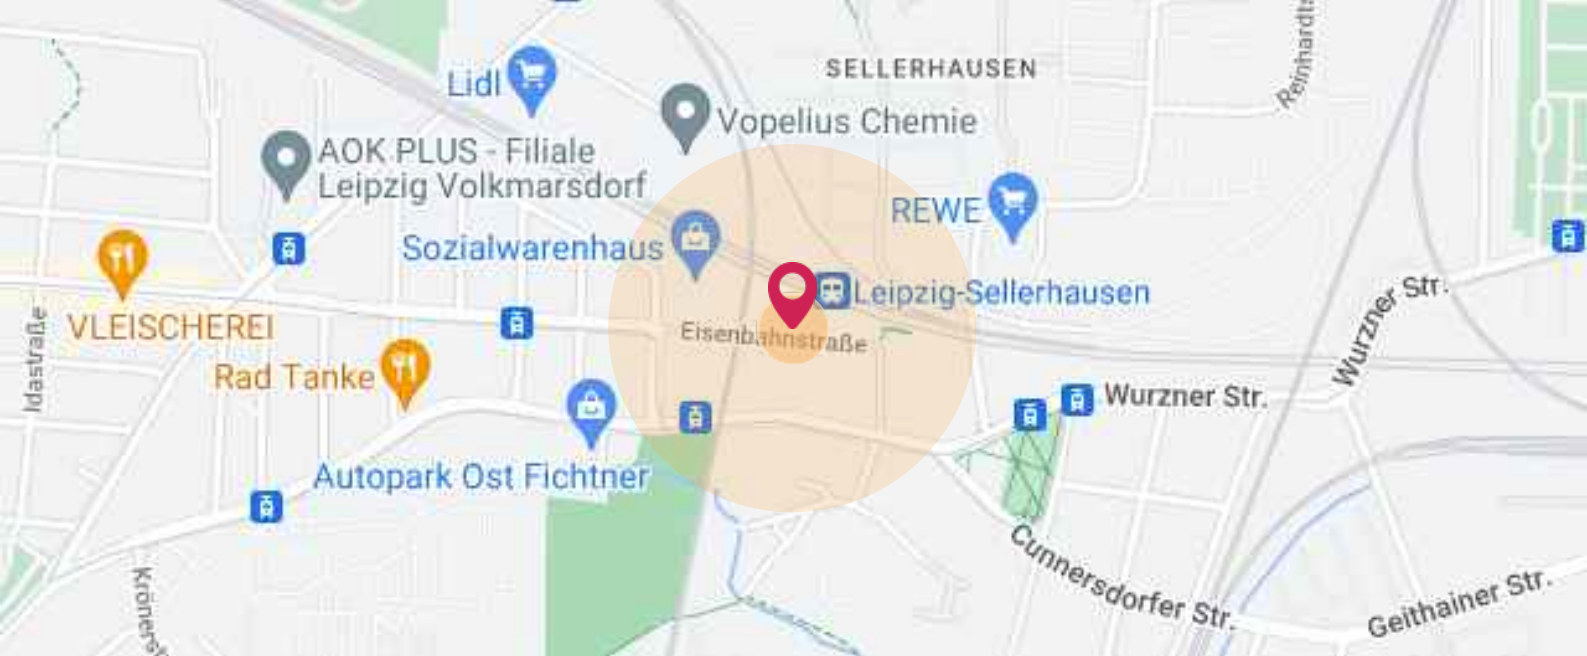 SELLERHAUSEN
Lidl
Vopelius Chemie
AOK PLUS - Filiale
Leipzig Volkmarsdorf
REWE
Sozialwarenhaus
Leipzig-Sellerhausen
VLEISCHEREI
Eisenbahnstraße
Rad Tanke
Idastraße
Wurzner Str.
Wurzner Str.
Autopark Ost Fichtner
Cunnersdorfer Str.
Geithainer Str.